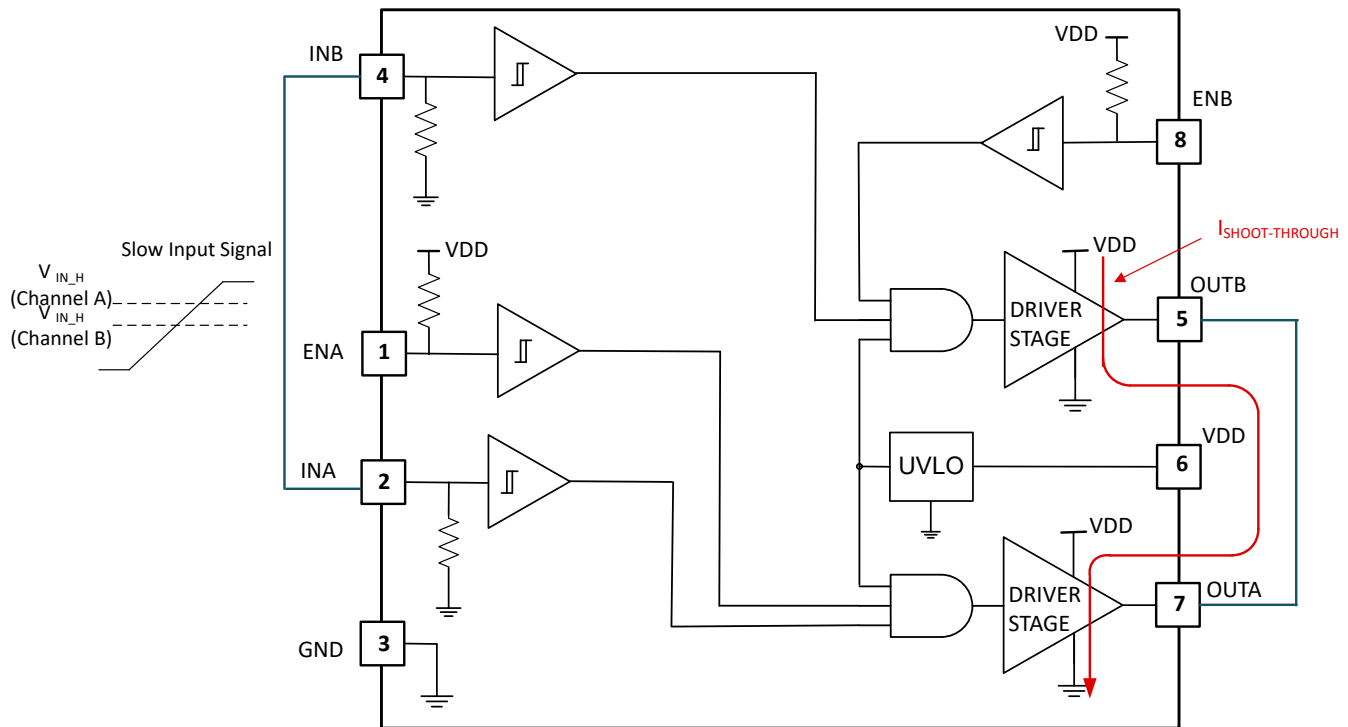 VDD
INB
4
ENB
8
Slow Input Signal
VDD
V IN_H
(Channel A)
V IN_H
(Channel B)
VDD
ISHOOT-THROUGH
OUTB
DRIVER
STAGE
5
ENA
1
VDD
INA
2
UVLO
6
VDD
DRIVER
STAGE
OUTA
7
GND
3